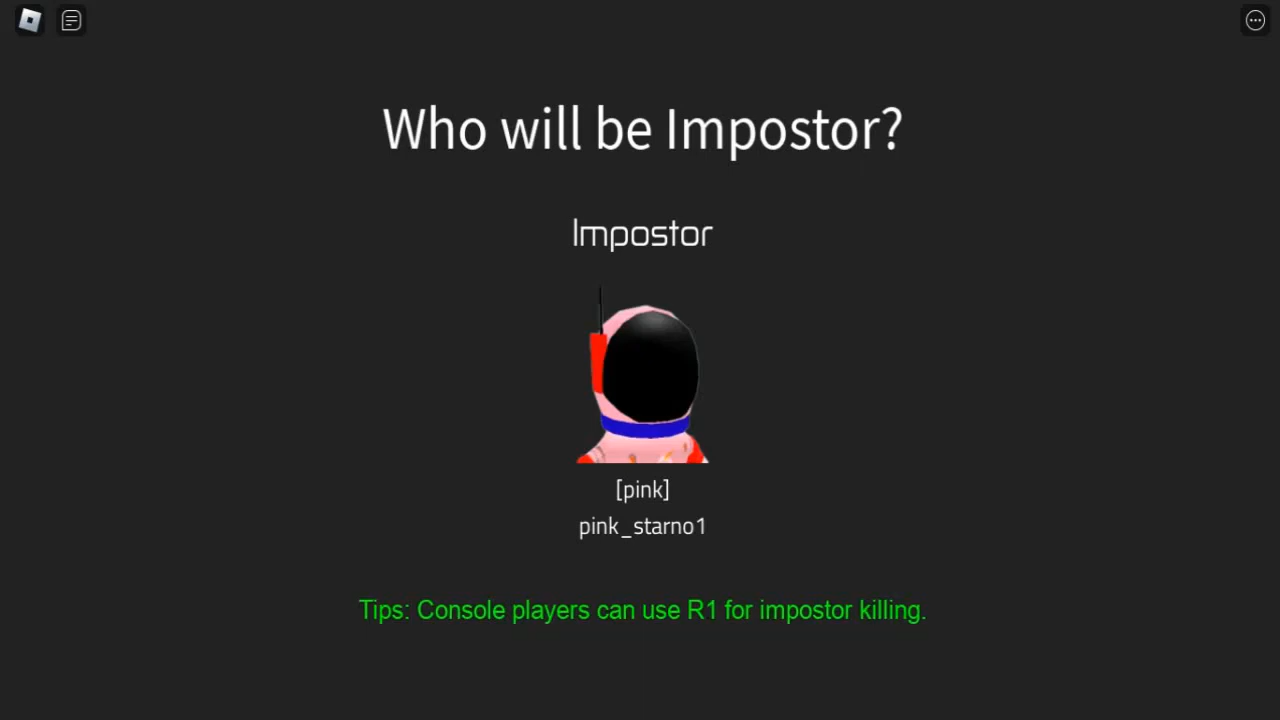 Who will be Impostor?
Impostor
[pink]
pink_starno1
Tips: Console players can use R1 for impostor killing.